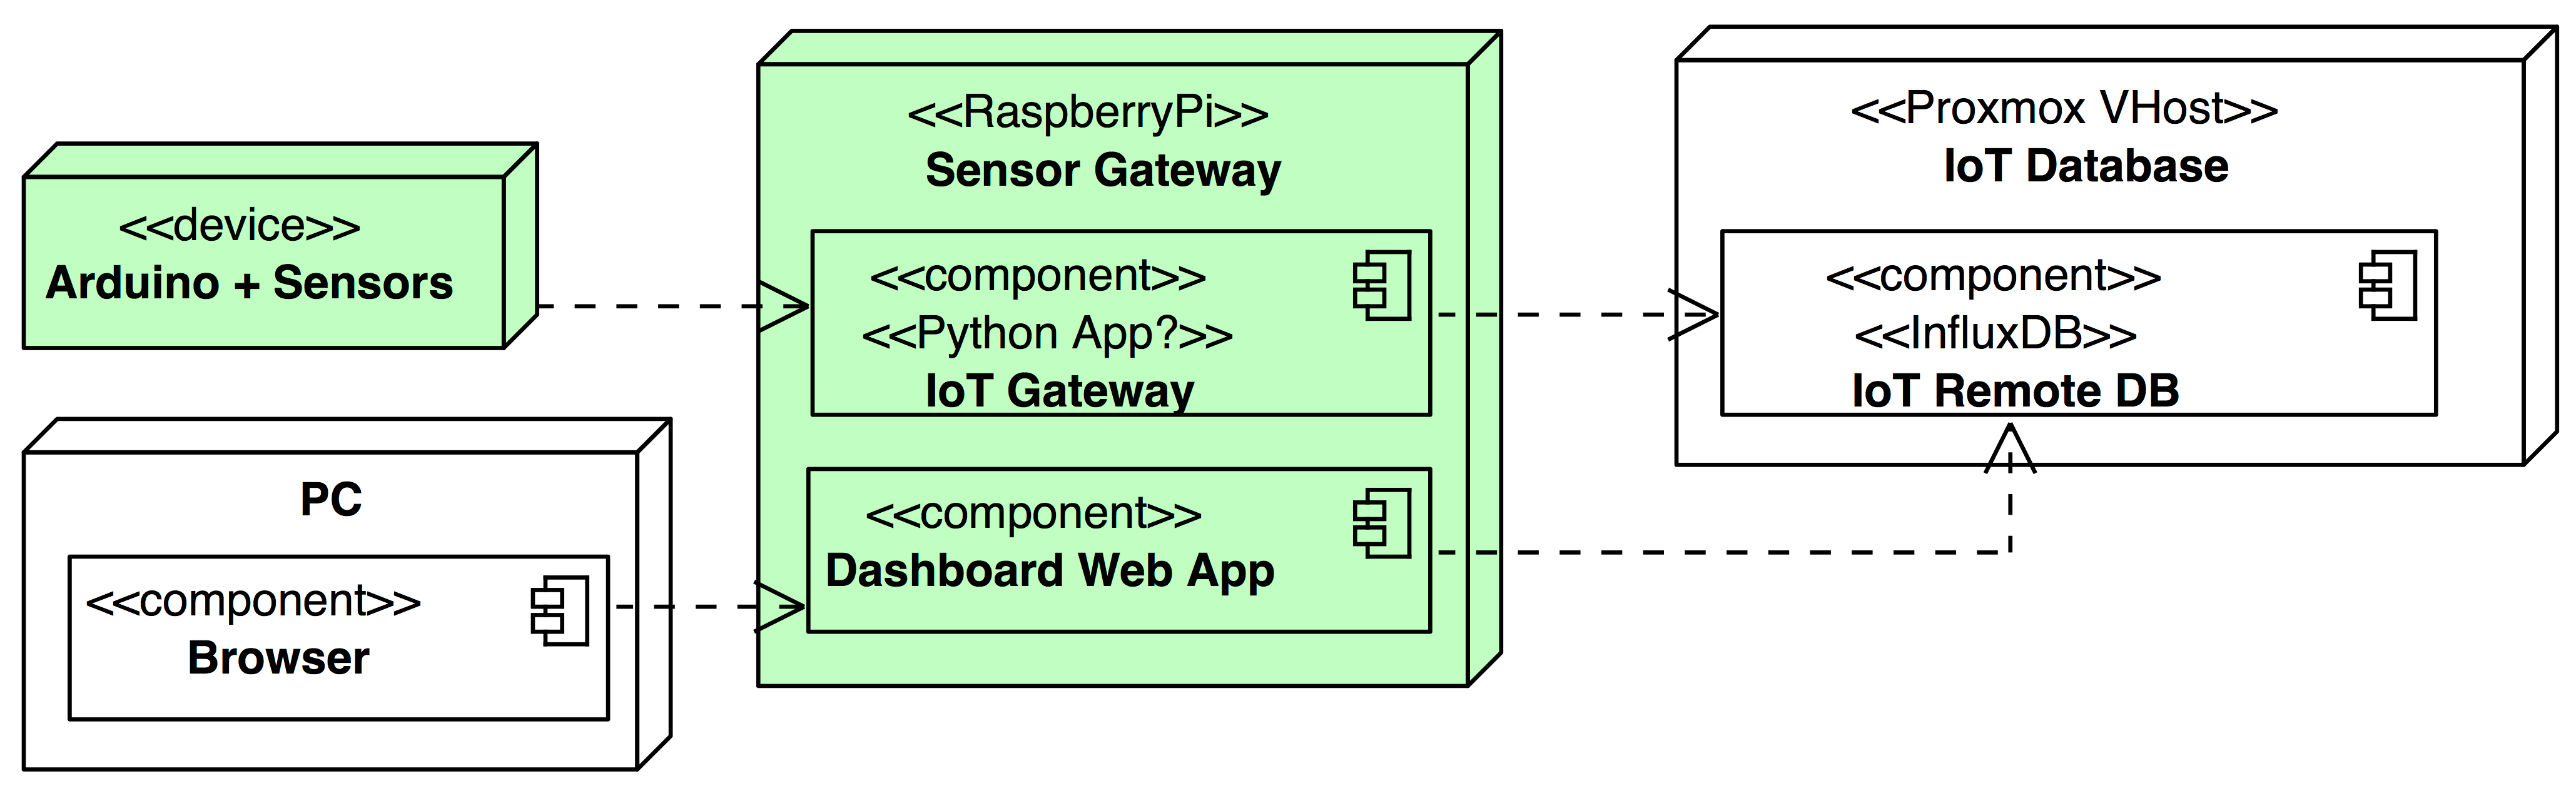 <<device>>
Arduino + Sensors
PC
<<component>>
Browser
<<RaspberryPi>>
Sensor Gateway
<<component>>
<<Python App?>>
IoT Gateway
<<component>>
Dashboard Web App
<<Proxmox VHost>>
IoT Database
<<component>>
<<InfluxDB>>
IoT Remote DB